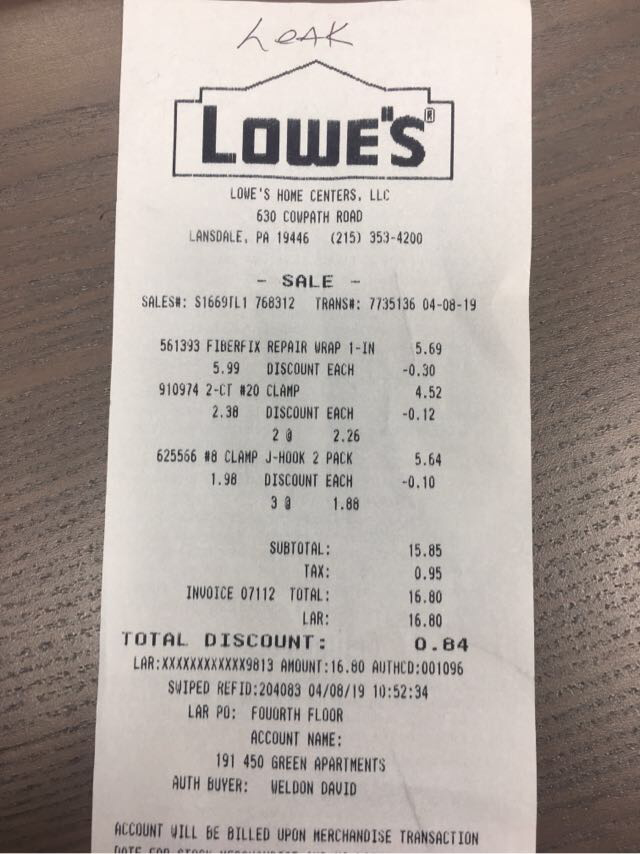 LEAK
LOWE'S®
LOWE'S HOME CENTERS, LLC
630 COWPATH ROAD
LANSDALE, PA 19446 (215) 353-4200
- SALE -
SALES#: S1669TL1 768312 TRANS#: 7735136 04-08-19
561393 FIBERFIX REPAIR WRAP 1-IN 5.69
5.99 DISCOUNT EACH -0.30
910974 2-CT #20 CLAMP 4.52
2.38 DISCOUNT EACH -0.12
2 @ 2.26
625566 #8 CLAMP J-HOOK 2 PACK 5.64
1.98 DISCOUNT EACH -0.10
3 @ 1.88
SUBTOTAL: 15.85
TAX: 0.95
INVOICE 07112 TOTAL: 16.80
LAR: 16.80
TOTAL DISCOUNT: 0.84
LAR:XXXXXXXXXXXX9813 AMOUNT:16.80 AUTHCD:001096
SWIPED REFID:204083 04/08/19 10:52:34
LAR PO: FOUORTH FLOOR
ACCOUNT NAME:
191 450 GREEN APARTMENTS
AUTH BUYER: WELDON DAVID
ACCOUNT WILL BE BILLED UPON MERCHANDISE TRANSACTION
DATE FOR STOCK MERCHANDISE